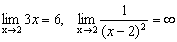 lim x→2 3x = 6, lim x→2 1/(x − 2)² = ∞